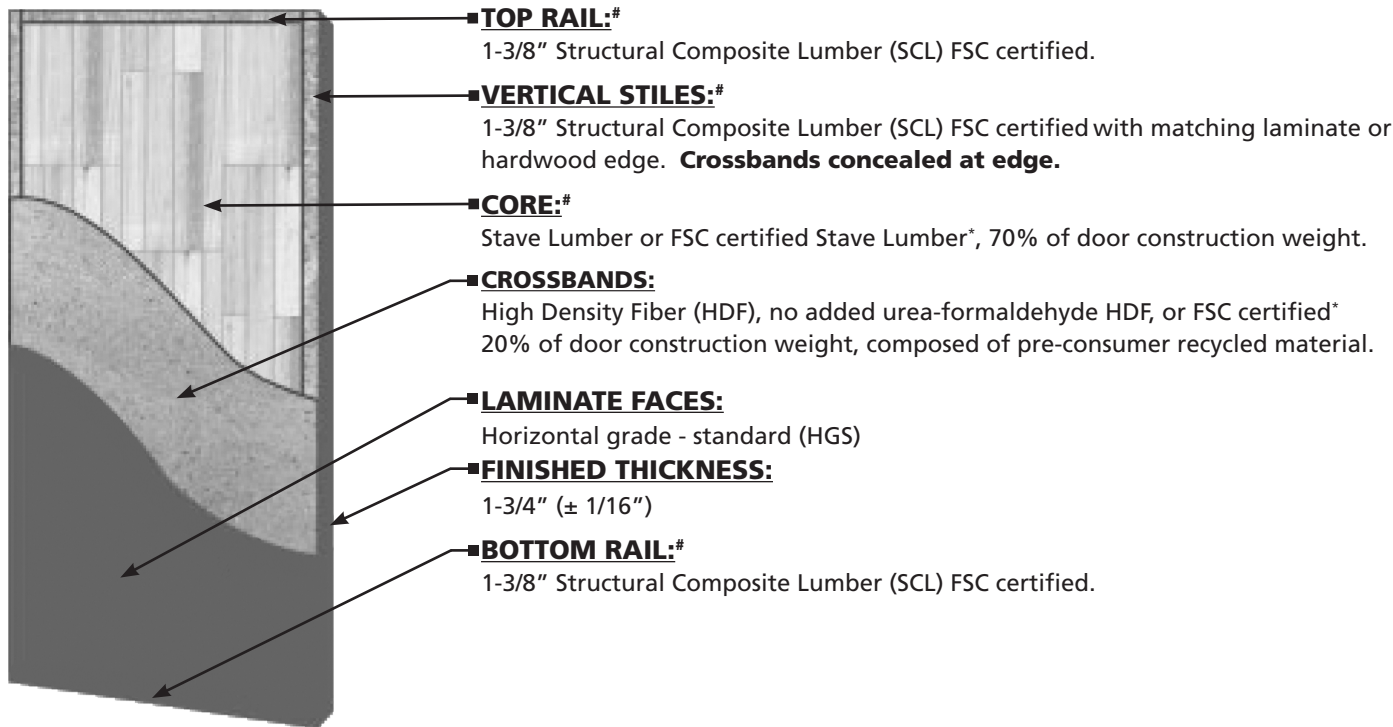 TOP RAIL:#
1-3/8” Structural Composite Lumber (SCL) FSC certified.
VERTICAL STILES:#
1-3/8” Structural Composite Lumber (SCL) FSC certified with matching laminate or
hardwood edge. Crossbands concealed at edge.
CORE:#
Stave Lumber or FSC certified Stave Lumber*, 70% of door construction weight.
CROSSBANDS:
High Density Fiber (HDF), no added urea-formaldehyde HDF, or FSC certified*
20% of door construction weight, composed of pre-consumer recycled material.
LAMINATE FACES:
Horizontal grade - standard (HGS)
FINISHED THICKNESS:
1-3/4” (± 1/16”)
BOTTOM RAIL:#
1-3/8” Structural Composite Lumber (SCL) FSC certified.